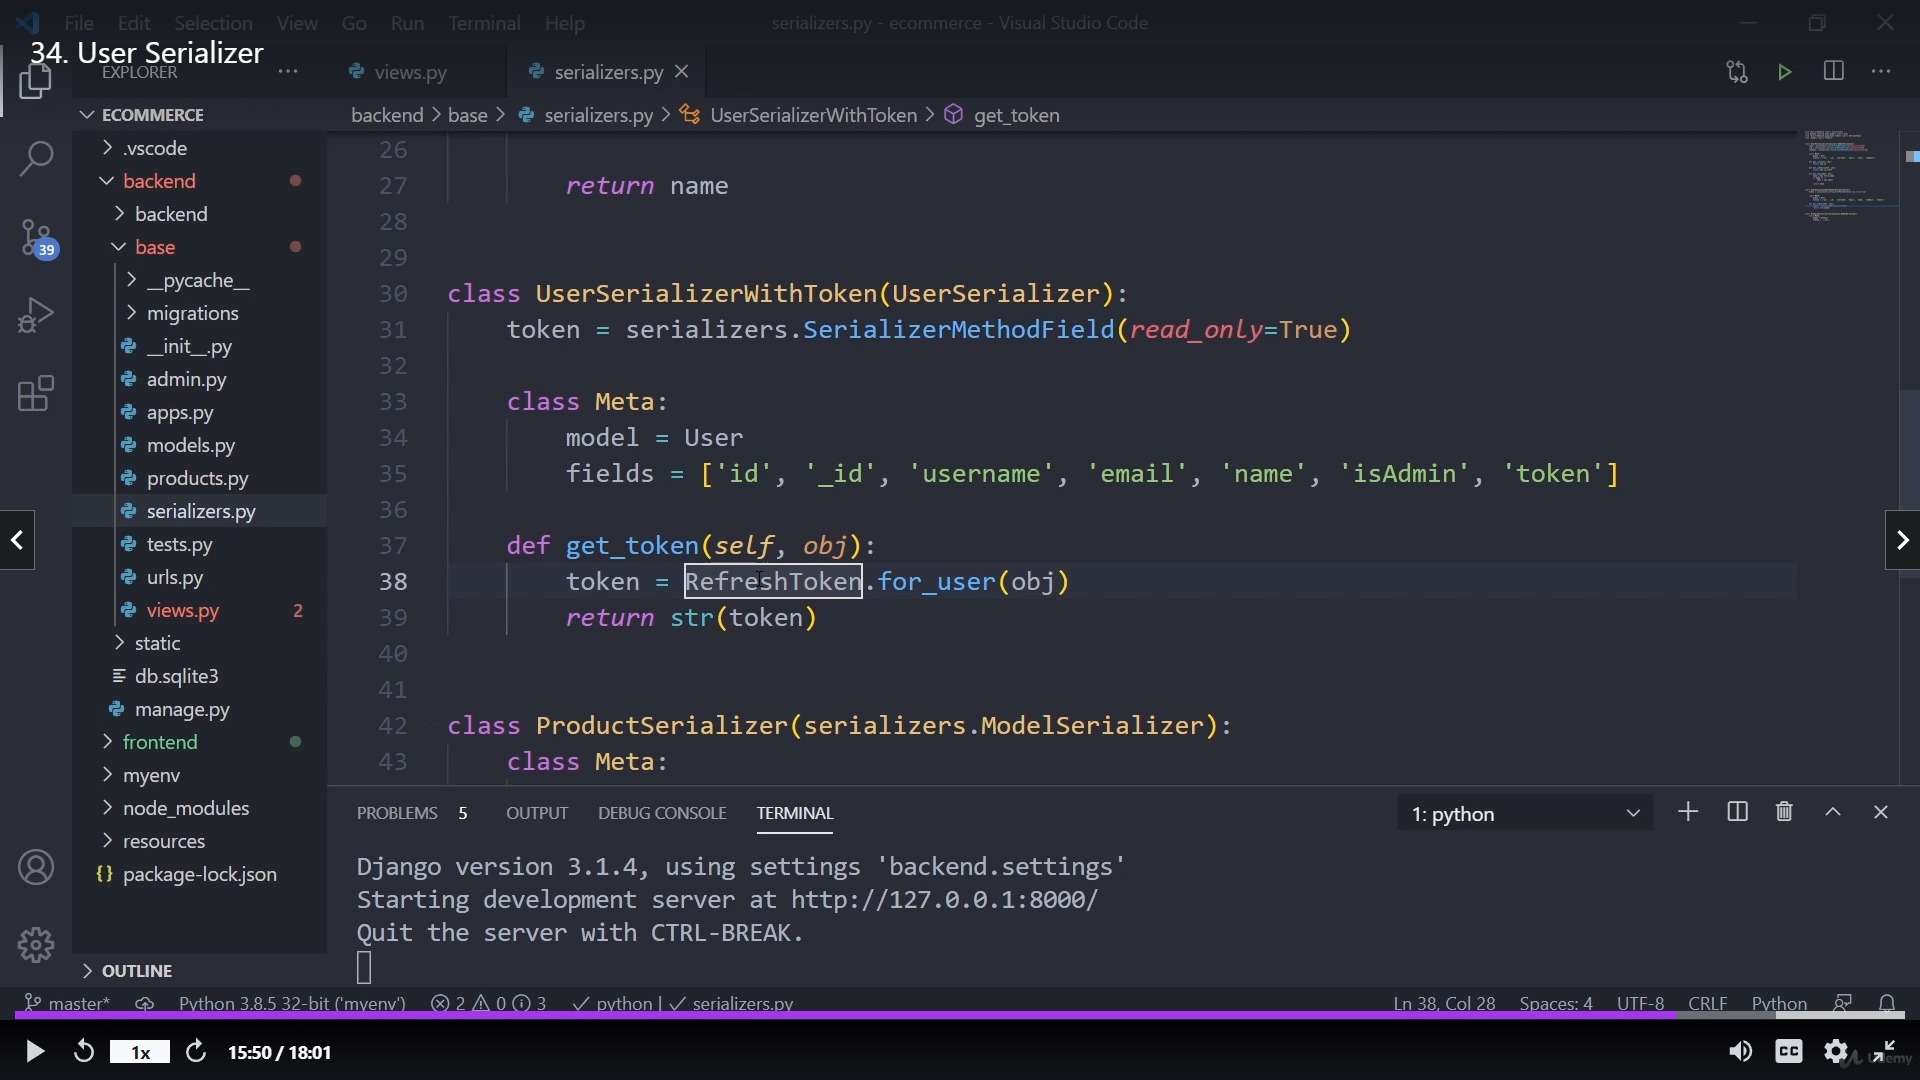 File Edit Selection View Go Run Terminal Help
serializers.py - ecommerce - Visual Studio Code
34. User Serializer
EXPLORER
views.py
serializers.py
ECOMMERCE
backend > base > serializers.py > UserSerializerWithToken > get_token
.vscode
backend
backend
base
__pycache__
migrations
__init__.py
admin.py
apps.py
models.py
products.py
serializers.py
tests.py
urls.py
views.py 2
static
db.sqlite3
manage.py
frontend
myenv
node_modules
resources
package-lock.json
OUTLINE
39
26
27 return name
28
29
30 class UserSerializerWithToken(UserSerializer):
31 token = serializers.SerializerMethodField(read_only=True)
32
33 class Meta:
34 model = User
35 fields = ['id', '_id', 'username', 'email', 'name', 'isAdmin', 'token']
36
37 def get_token(self, obj):
38 token = RefreshToken.for_user(obj)
39 return str(token)
40
41
42 class ProductSerializer(serializers.ModelSerializer):
43 class Meta:
PROBLEMS 5 OUTPUT DEBUG CONSOLE TERMINAL
1: python
Django version 3.1.4, using settings 'backend.settings'
Starting development server at http://127.0.0.1:8000/
Quit the server with CTRL-BREAK.
master* Python 3.8.5 32-bit ('myenv') 2 0 3 python | serializers.py
Ln 38, Col 28 Spaces: 4 UTF-8 CRLF Python
1x
15:50 / 18:01
CC
Udemy